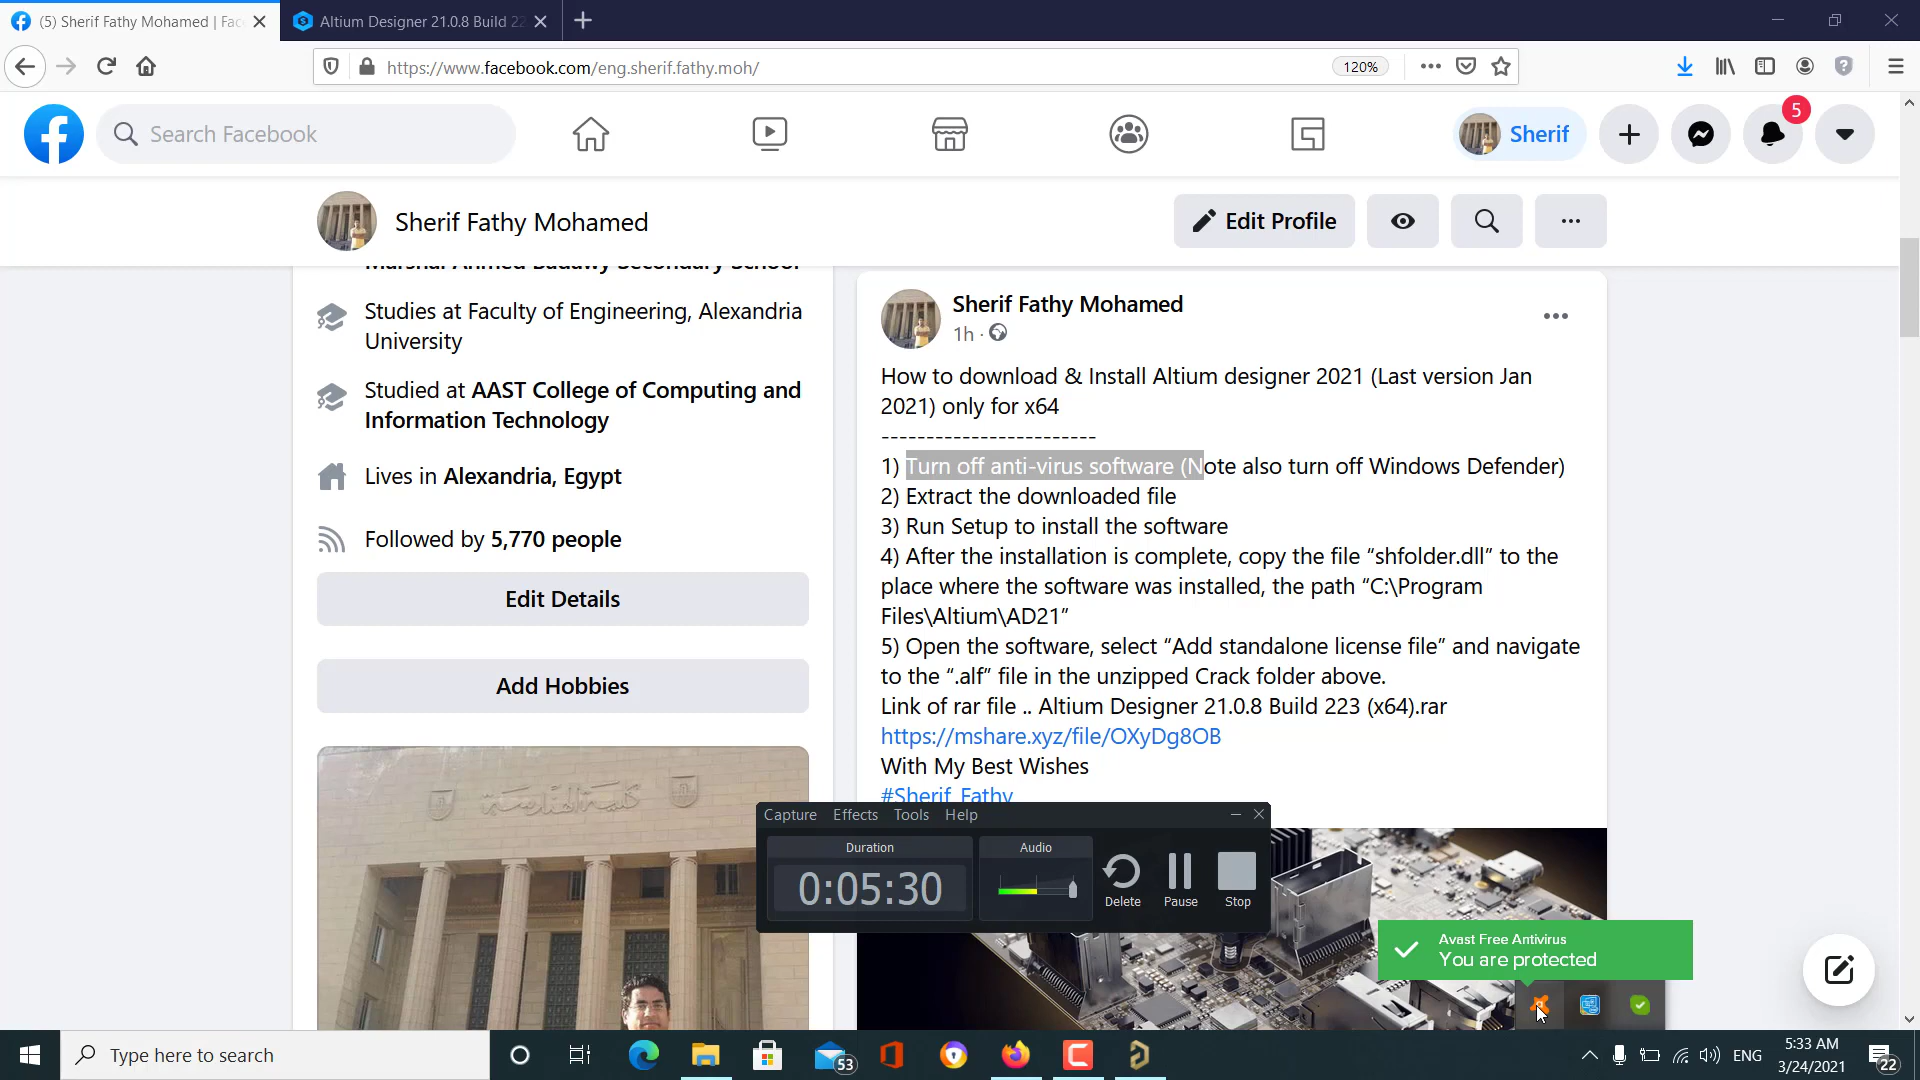 (5) Sherif Fathy Mohamed | Fac
Altium Designer 21.0.8 Build 22
https://www.facebook.com/eng.sherif.fathy.moh/
120%
Search Facebook
Sherif
5
Sherif Fathy Mohamed
Edit Profile
Marshal Ahmed Badawy Secondary School
Studies at Faculty of Engineering, Alexandria
University
Studied at AAST College of Computing and
Information Technology
Lives in Alexandria, Egypt
Followed by 5,770 people
Edit Details
Add Hobbies
Sherif Fathy Mohamed
1h ·
How to download & Install Altium designer 2021 (Last version Jan
2021) only for x64
------------------------
1) Turn off anti-virus software (Note also turn off Windows Defender)
2) Extract the downloaded file
3) Run Setup to install the software
4) After the installation is complete, copy the file “shfolder.dll” to the
place where the software was installed, the path “C:\Program
Files\Altium\AD21”
5) Open the software, select “Add standalone license file” and navigate
to the “.alf” file in the unzipped Crack folder above.
Link of rar file .. Altium Designer 21.0.8 Build 223 (x64).rar
https://mshare.xyz/file/OXyDg8OB
With My Best Wishes
#Sherif_Fathy
Capture Effects Tools Help
Duration
0:05:30
Audio
Delete Pause Stop
Avast Free Antivirus
You are protected
Type here to search
53
ENG
5:33 AM
3/24/2021
22